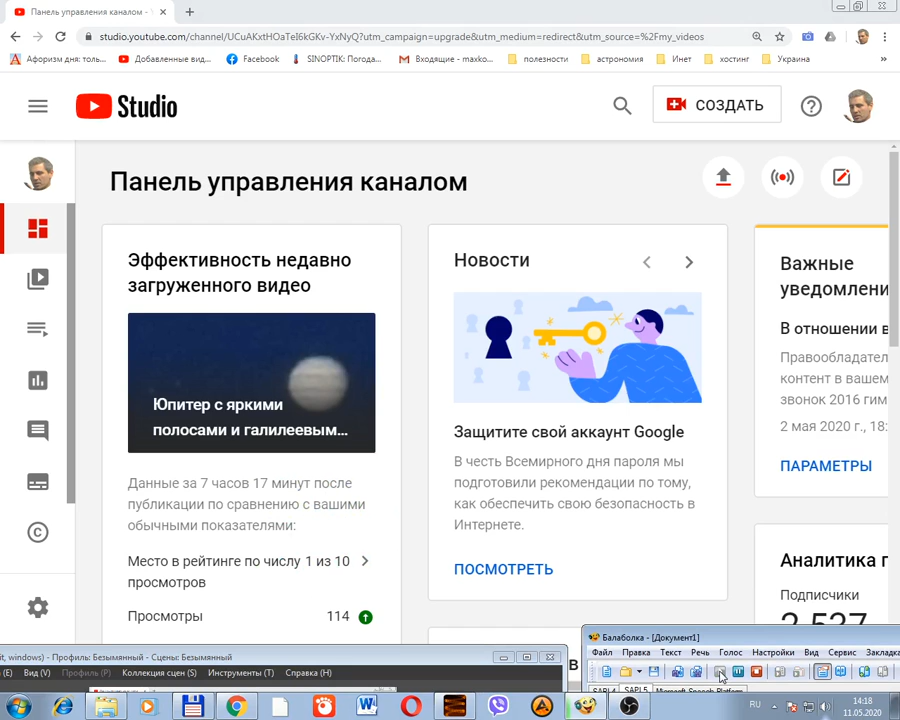 Панель управления каналом - Y
studio.youtube.com/channel/UCuAKxtHOaTeI6kGKv-YxNyQ?utm_campaign=upgrade&utm_medium=redirect&utm_source=%2Fmy_videos
Афоризм дня: толь...
Добавленные вид...
Facebook
SINOPTIK: Погода...
Входящие - maxko...
полезности
астрономия
Инет
хостинг
Украина
»
Studio
СОЗДАТЬ
Панель управления каналом
Эффективность недавно
загруженного видео
Юпитер с яркими
полосами и галилеевым...
Данные за 7 часов 17 минут после
публикации по сравнению с вашими
обычными показателями:
Место в рейтинге по числу 1 из 10
просмотров
Просмотры 114
Новости
Защитите свой аккаунт Google
В честь Всемирного дня пароля мы
подготовили рекомендации по тому,
как обеспечить свою безопасность в
Интернете.
ПОСМОТРЕТЬ
Важные
уведомлени
В отношении в
Правообладател
контент в вашем
звонок 2016 гим
2 мая 2020 г., 18:
ПАРАМЕТРЫ
Аналитика г
Подписчики
2 527
it, windows) - Профиль: Безымянный - Сцены: Безымянный
(E) Вид (V) Профиль (P) Коллекция сцен (S) Инструменты (T) Справка (H)
в
Балаболка - [Документ1]
Файл Правка Текст Речь Голос Настройки Вид Сервис Закладка
SAPI 4 SAPI 5 Microsoft Speech Platform
RU
14:18
11.05.2020